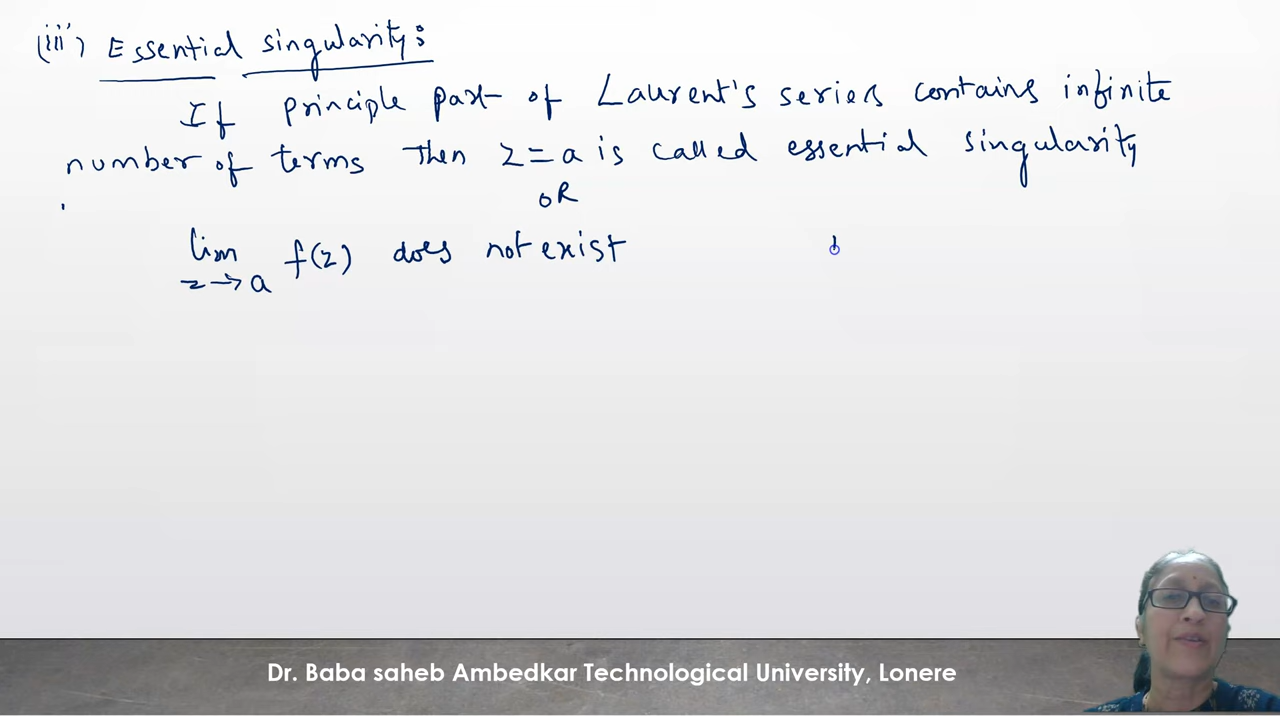 (iii) Essential singularity:
If principle part of Laurent's series contains infinite
number of terms then z = a is called essential singularity
OR
lim f(z) does not exist
z→a
Dr. Baba saheb Ambedkar Technological University, Lonere